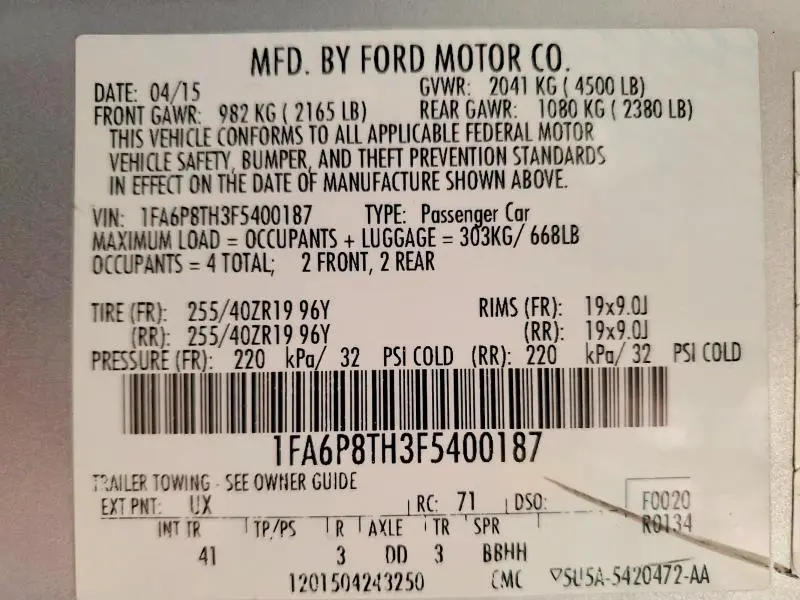 MFD. BY FORD MOTOR CO.
DATE: 04/15 GVWR: 2041 KG ( 4500 LB)
FRONT GAWR: 982 KG ( 2165 LB) REAR GAWR: 1080 KG ( 2380 LB)
THIS VEHICLE CONFORMS TO ALL APPLICABLE FEDERAL MOTOR
VEHICLE SAFETY, BUMPER, AND THEFT PREVENTION STANDARDS
IN EFFECT ON THE DATE OF MANUFACTURE SHOWN ABOVE.
VIN: 1FA6P8TH3F5400187 TYPE: Passenger Car
MAXIMUM LOAD = OCCUPANTS + LUGGAGE = 303KG/ 668LB
OCCUPANTS = 4 TOTAL; 2 FRONT, 2 REAR
TIRE (FR): 255/40ZR19 96Y RIMS (FR): 19x9.0J
(RR): 255/40ZR19 96Y (RR): 19x9.0J
PRESSURE (FR): 220 kPa/ 32 PSI COLD (RR): 220 kPa/ 32 PSI COLD
1FA6P8TH3F5400187
TRAILER TOWING - SEE OWNER GUIDE
EXT PNT: UX RC: 71 DSO: F0020
INT TR TP/PS R AXLE TR SPR R0134
41 3 DD 3 BBHH
1201504243250 CMC ▽5U5A-5420472-AA